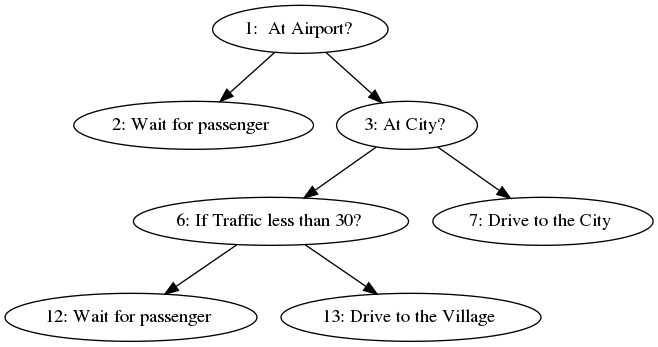 1:  At Airport?
2: Wait for passenger
3: At City?
6: If Traffic less than 30?
7: Drive to the City
12: Wait for passenger
13: Drive to the Village